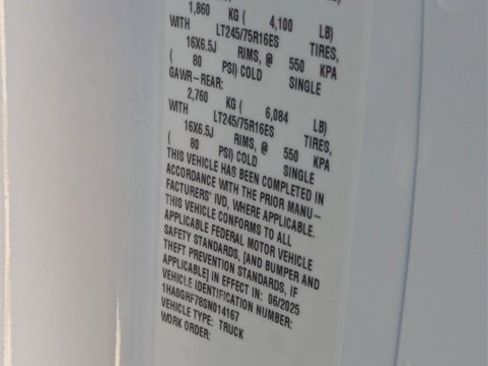 1,860 KG ( 4,100 LB)
WITH LT245/75R16ES TIRES,
16X6.5J RIMS, @ 550 KPA
( 80 PSI) COLD SINGLE
GAWR-REAR:
2,760 KG ( 6,084 LB)
WITH LT245/75R16ES TIRES,
16X6.5J RIMS, @ 550 KPA
( 80 PSI) COLD SINGLE
THIS VEHICLE HAS BEEN COMPLETED IN
ACCORDANCE WITH THE PRIOR MANU-
FACTURERS' IVD, WHERE APPLICABLE.
THIS VEHICLE CONFORMS TO ALL
APPLICABLE FEDERAL MOTOR VEHICLE
SAFETY STANDARDS, [AND BUMPER AND
THEFT PREVENTION STANDARDS, IF
APPLICABLE] IN EFFECT IN: 06/2025
VEHICLE IDENTIFICATION NUMBER:
1HA0GRF78SN014167
VEHICLE TYPE: TRUCK
WORK ORDER: